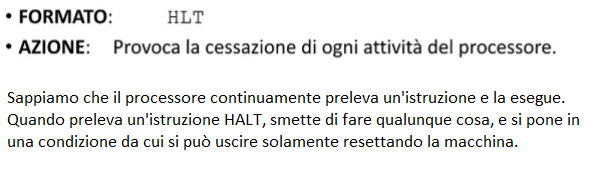 • FORMATO: HLT
• AZIONE: Provoca la cessazione di ogni attività del processore.
Sappiamo che il processore continuamente preleva un'istruzione e la esegue.
Quando preleva un'istruzione HALT, smette di fare qualunque cosa, e si pone in
una condizione da cui si può uscire solamente resettando la macchina.